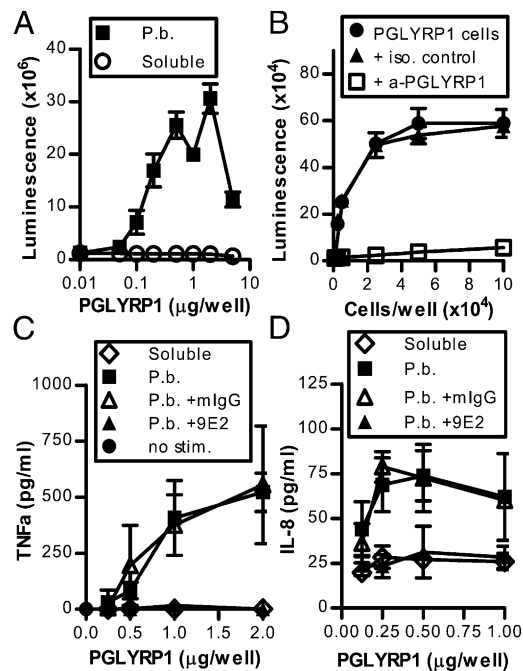 A
P.b.
Soluble
Luminescence (x10⁶)
40
30
20
10
0
0.01
0.1
1
10
PGLYRP1 (μg/well)
B
PGLYRP1 cells
+ iso. control
+ a-PGLYRP1
Luminescence (x10⁴)
80
60
40
20
0
0
2
4
6
8
10
Cells/well (x10⁴)
C
Soluble
P.b.
P.b. +mIgG
P.b. +9E2
no stim.
TNFa (pg/ml)
1000
750
500
250
0
0.0
0.5
1.0
1.5
2.0
PGLYRP1 (μg/well)
D
Soluble
P.b.
P.b. +mIgG
P.b. +9E2
IL-8 (pg/ml)
125
100
75
50
25
0
0.00
0.25
0.50
0.75
1.00
PGLYRP1 (μg/well)